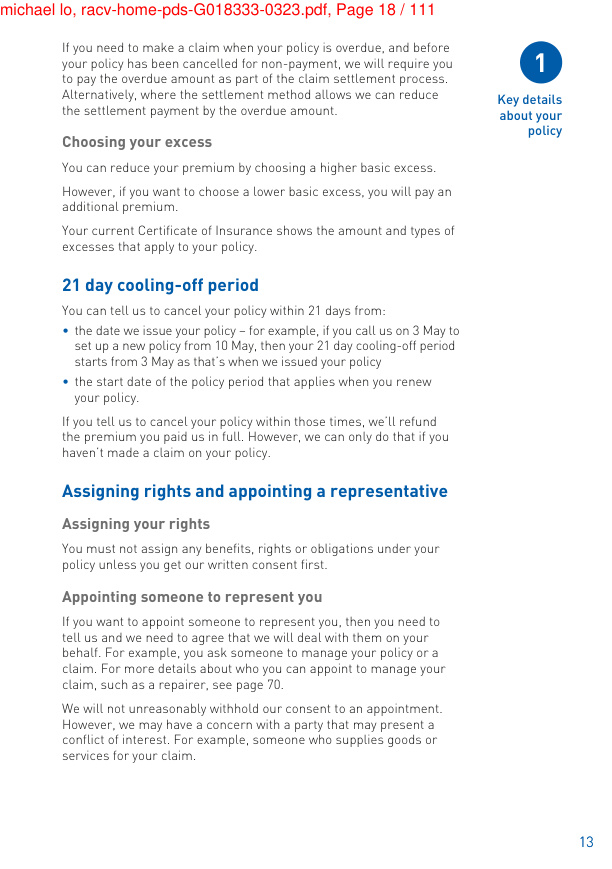 michael lo, racv-home-pds-G018333-0323.pdf, Page 18 / 111
If you need to make a claim when your policy is overdue, and before
your policy has been cancelled for non-payment, we will require you
to pay the overdue amount as part of the claim settlement process.
Alternatively, where the settlement method allows we can reduce
the settlement payment by the overdue amount.
1
Key details
about your
policy
Choosing your excess
You can reduce your premium by choosing a higher basic excess.
However, if you want to choose a lower basic excess, you will pay an
additional premium.
Your current Certificate of Insurance shows the amount and types of
excesses that apply to your policy.
21 day cooling-off period
You can tell us to cancel your policy within 21 days from:
• the date we issue your policy – for example, if you call us on 3 May to
set up a new policy from 10 May, then your 21 day cooling-off period
starts from 3 May as that's when we issued your policy
• the start date of the policy period that applies when you renew
your policy.
If you tell us to cancel your policy within those times, we'll refund
the premium you paid us in full. However, we can only do that if you
haven't made a claim on your policy.
Assigning rights and appointing a representative
Assigning your rights
You must not assign any benefits, rights or obligations under your
policy unless you get our written consent first.
Appointing someone to represent you
If you want to appoint someone to represent you, then you need to
tell us and we need to agree that we will deal with them on your
behalf. For example, you ask someone to manage your policy or a
claim. For more details about who you can appoint to manage your
claim, such as a repairer, see page 70.
We will not unreasonably withhold our consent to an appointment.
However, we may have a concern with a party that may present a
conflict of interest. For example, someone who supplies goods or
services for your claim.
13